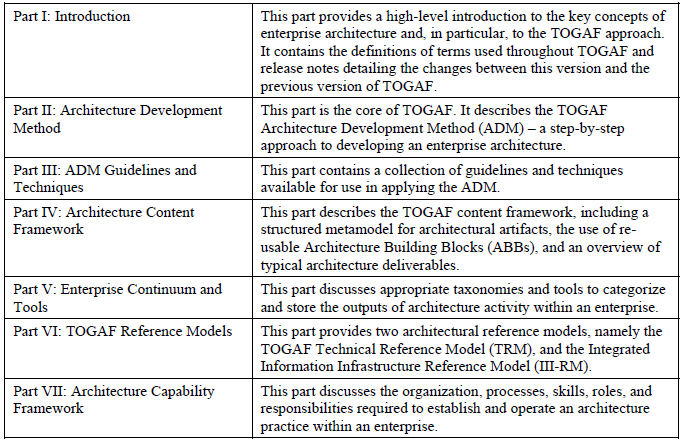 Part I: Introduction
This part provides a high-level introduction to the key concepts of
enterprise architecture and, in particular, to the TOGAF approach.
It contains the definitions of terms used throughout TOGAF and
release notes detailing the changes between this version and the
previous version of TOGAF.
Part II: Architecture Development
Method
This part is the core of TOGAF. It describes the TOGAF
Architecture Development Method (ADM) – a step-by-step
approach to developing an enterprise architecture.
Part III: ADM Guidelines and
Techniques
This part contains a collection of guidelines and techniques
available for use in applying the ADM.
Part IV: Architecture Content
Framework
This part describes the TOGAF content framework, including a
structured metamodel for architectural artifacts, the use of re-
usable Architecture Building Blocks (ABBs), and an overview of
typical architecture deliverables.
Part V: Enterprise Continuum and
Tools
This part discusses appropriate taxonomies and tools to categorize
and store the outputs of architecture activity within an enterprise.
Part VI: TOGAF Reference Models
This part provides two architectural reference models, namely the
TOGAF Technical Reference Model (TRM), and the Integrated
Information Infrastructure Reference Model (III-RM).
Part VII: Architecture Capability
Framework
This part discusses the organization, processes, skills, roles, and
responsibilities required to establish and operate an architecture
practice within an enterprise.